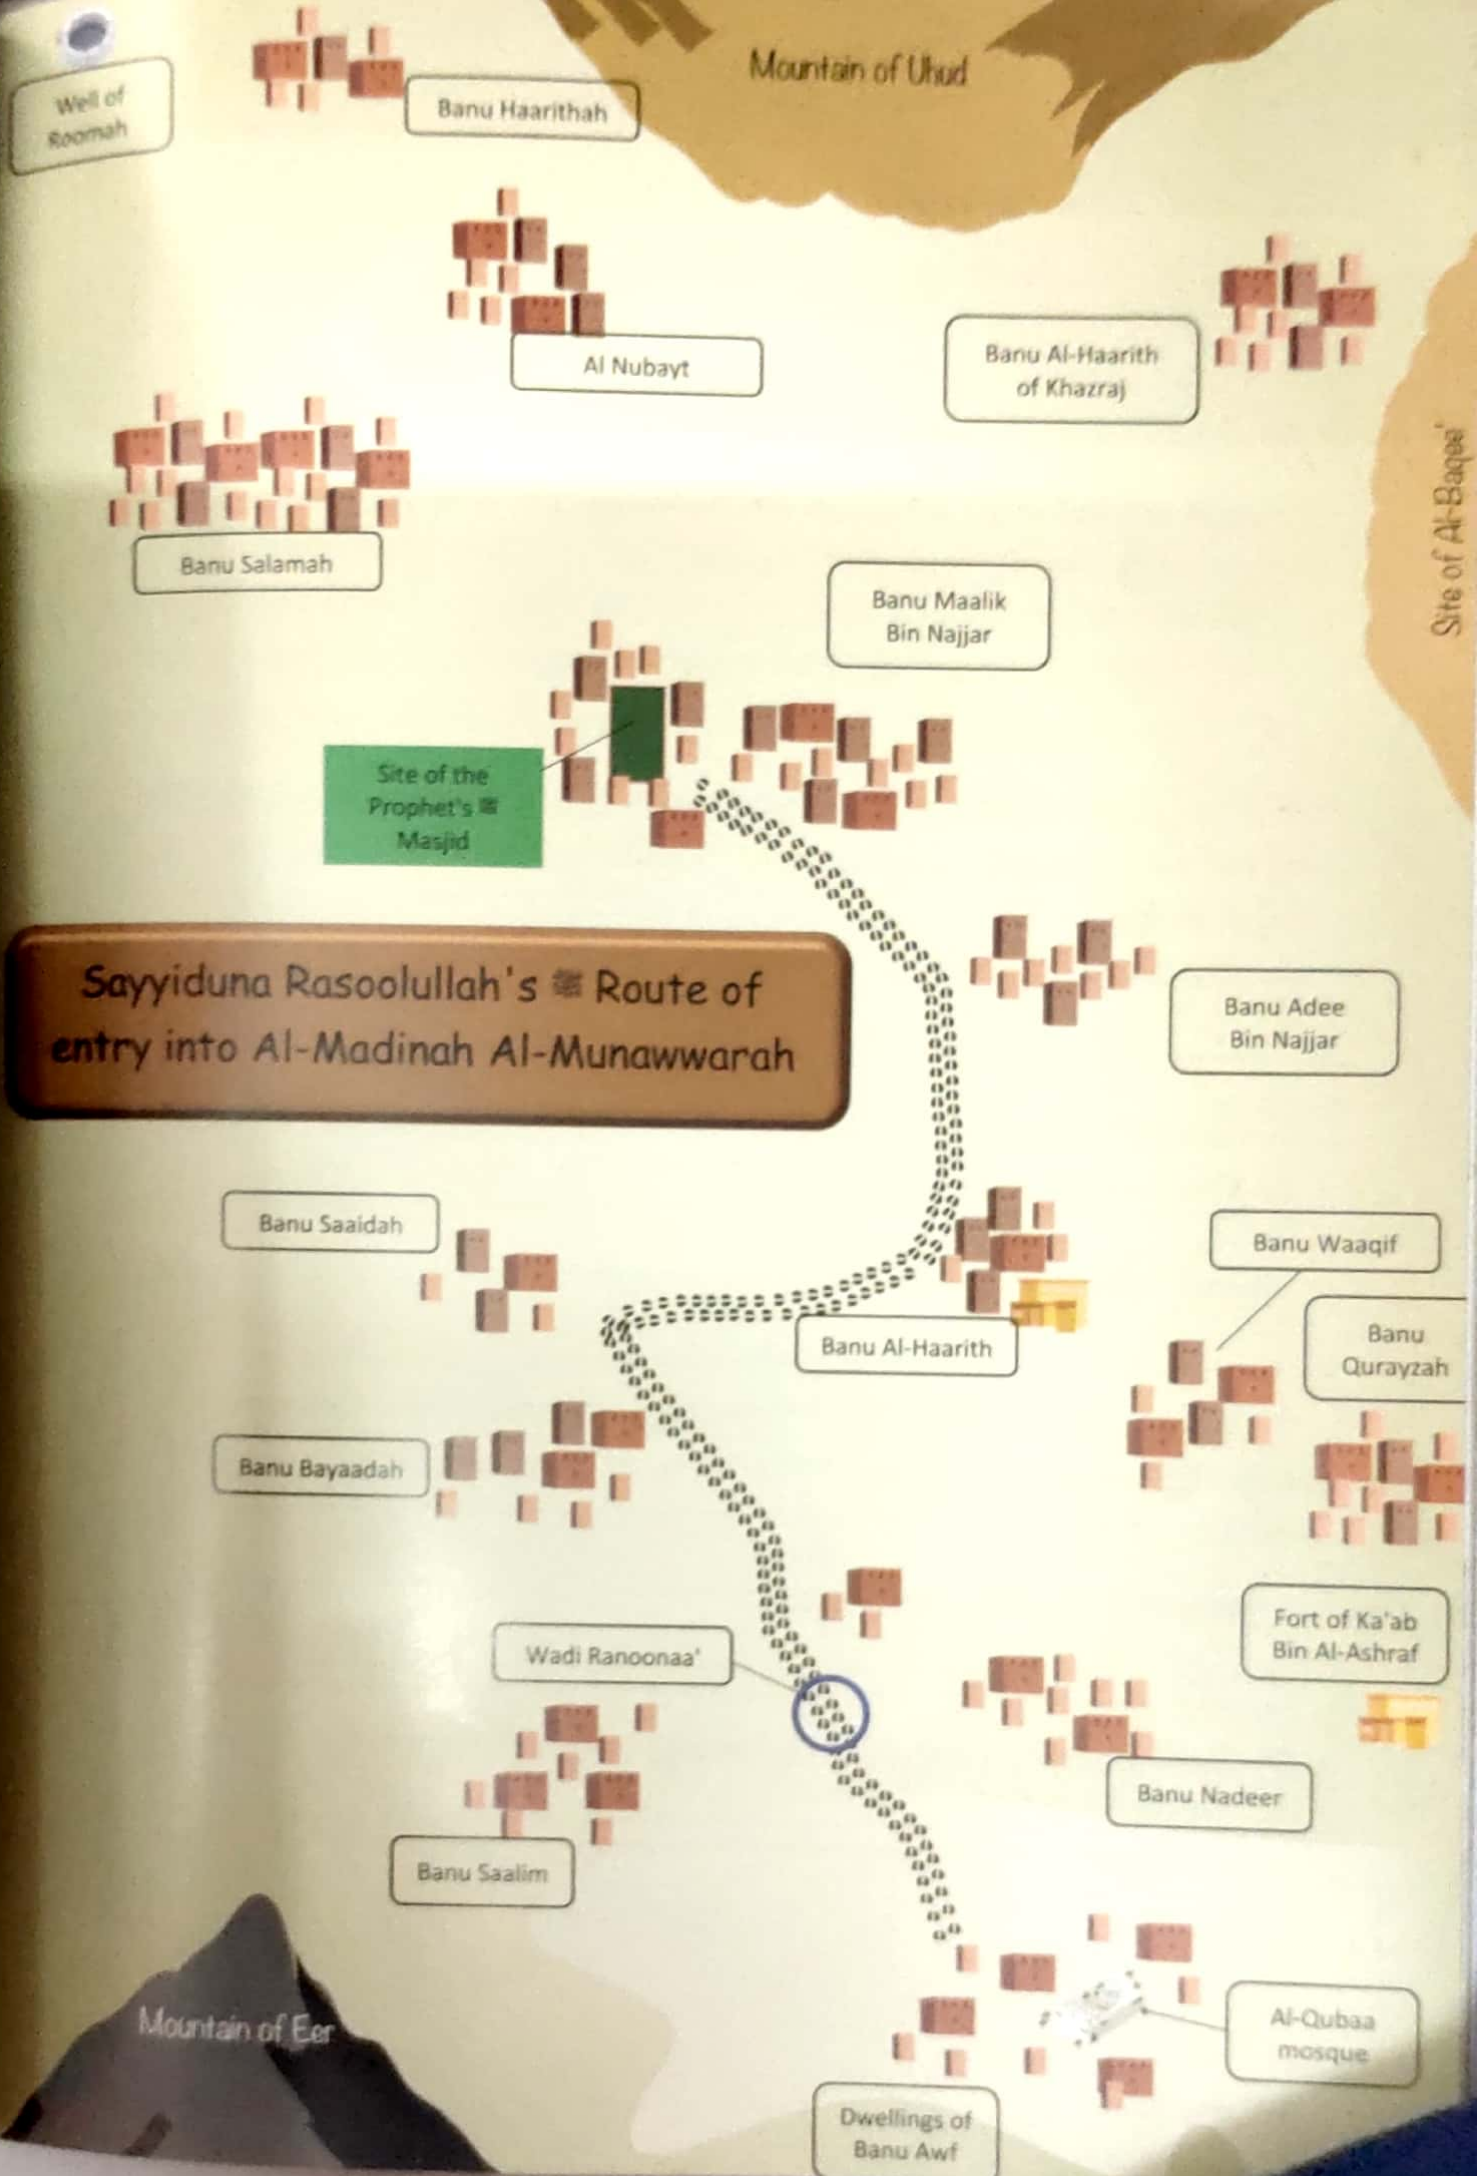 Mountain of Uhud
Well of
Roomah
Banu Haarithah
Al Nubayt
Banu Al-Haarith
of Khazraj
Site of Al-Baqee'
Banu Salamah
Banu Maalik
Bin Najjar
Site of the
Prophet's ﷺ
Masjid
Sayyiduna Rasoolullah's ﷺ Route of
entry into Al-Madinah Al-Munawwarah
Banu Adee
Bin Najjar
Banu Saaidah
Banu Waaqif
Banu Al-Haarith
Banu
Qurayzah
Banu Bayaadah
Fort of Ka'ab
Bin Al-Ashraf
Wadi Ranoonaa'
Banu Nadeer
Banu Saalim
Mountain of Eer
Al-Qubaa
mosque
Dwellings of
Banu Awf